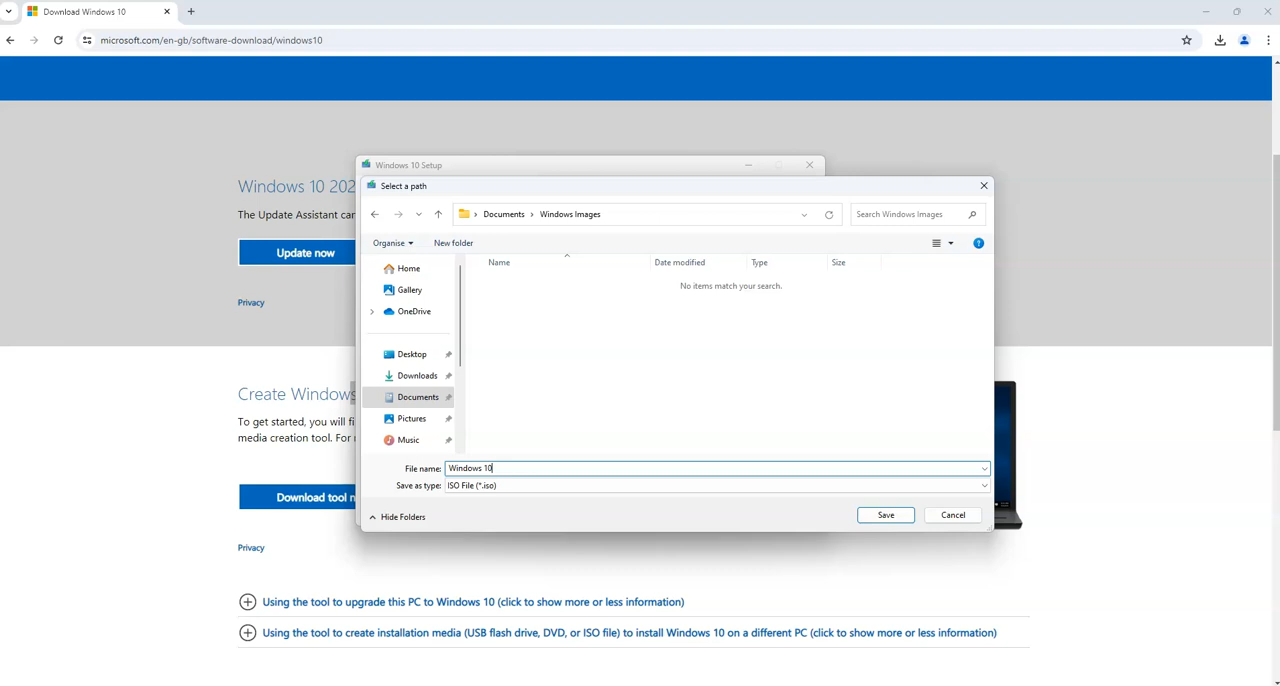 Download Windows 10
microsoft.com/en-gb/software-download/windows10
Windows 10 Setup
Windows 10 202
Select a path
The Update Assistant can
Documents
Windows Images
Search Windows Images
Update now
Organise
New folder
Name
Date modified
Type
Size
No items match your search.
Home
Gallery
OneDrive
Privacy
Desktop
Downloads
Documents
Pictures
Music
Create Windows
To get started, you will fi
media creation tool. For
File name:
Windows 10
Save as type:
ISO File (*.iso)
Download tool n
Hide Folders
Save
Cancel
Privacy
Using the tool to upgrade this PC to Windows 10 (click to show more or less information)
Using the tool to create installation media (USB flash drive, DVD, or ISO file) to install Windows 10 on a different PC (click to show more or less information)